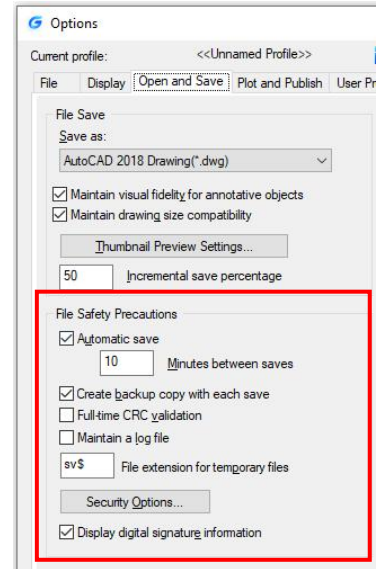 Options
Current profile: <<Unnamed Profile>>
File Display Open and Save Plot and Publish User Pr
File Save
Save as:
AutoCAD 2018 Drawing(*.dwg)
Maintain visual fidelity for annotative objects
Maintain drawing size compatibility
Thumbnail Preview Settings...
50 Incremental save percentage
File Safety Precautions
Automatic save
10 Minutes between saves
Create backup copy with each save
Full-time CRC validation
Maintain a log file
sv$ File extension for temporary files
Security Options...
Display digital signature information